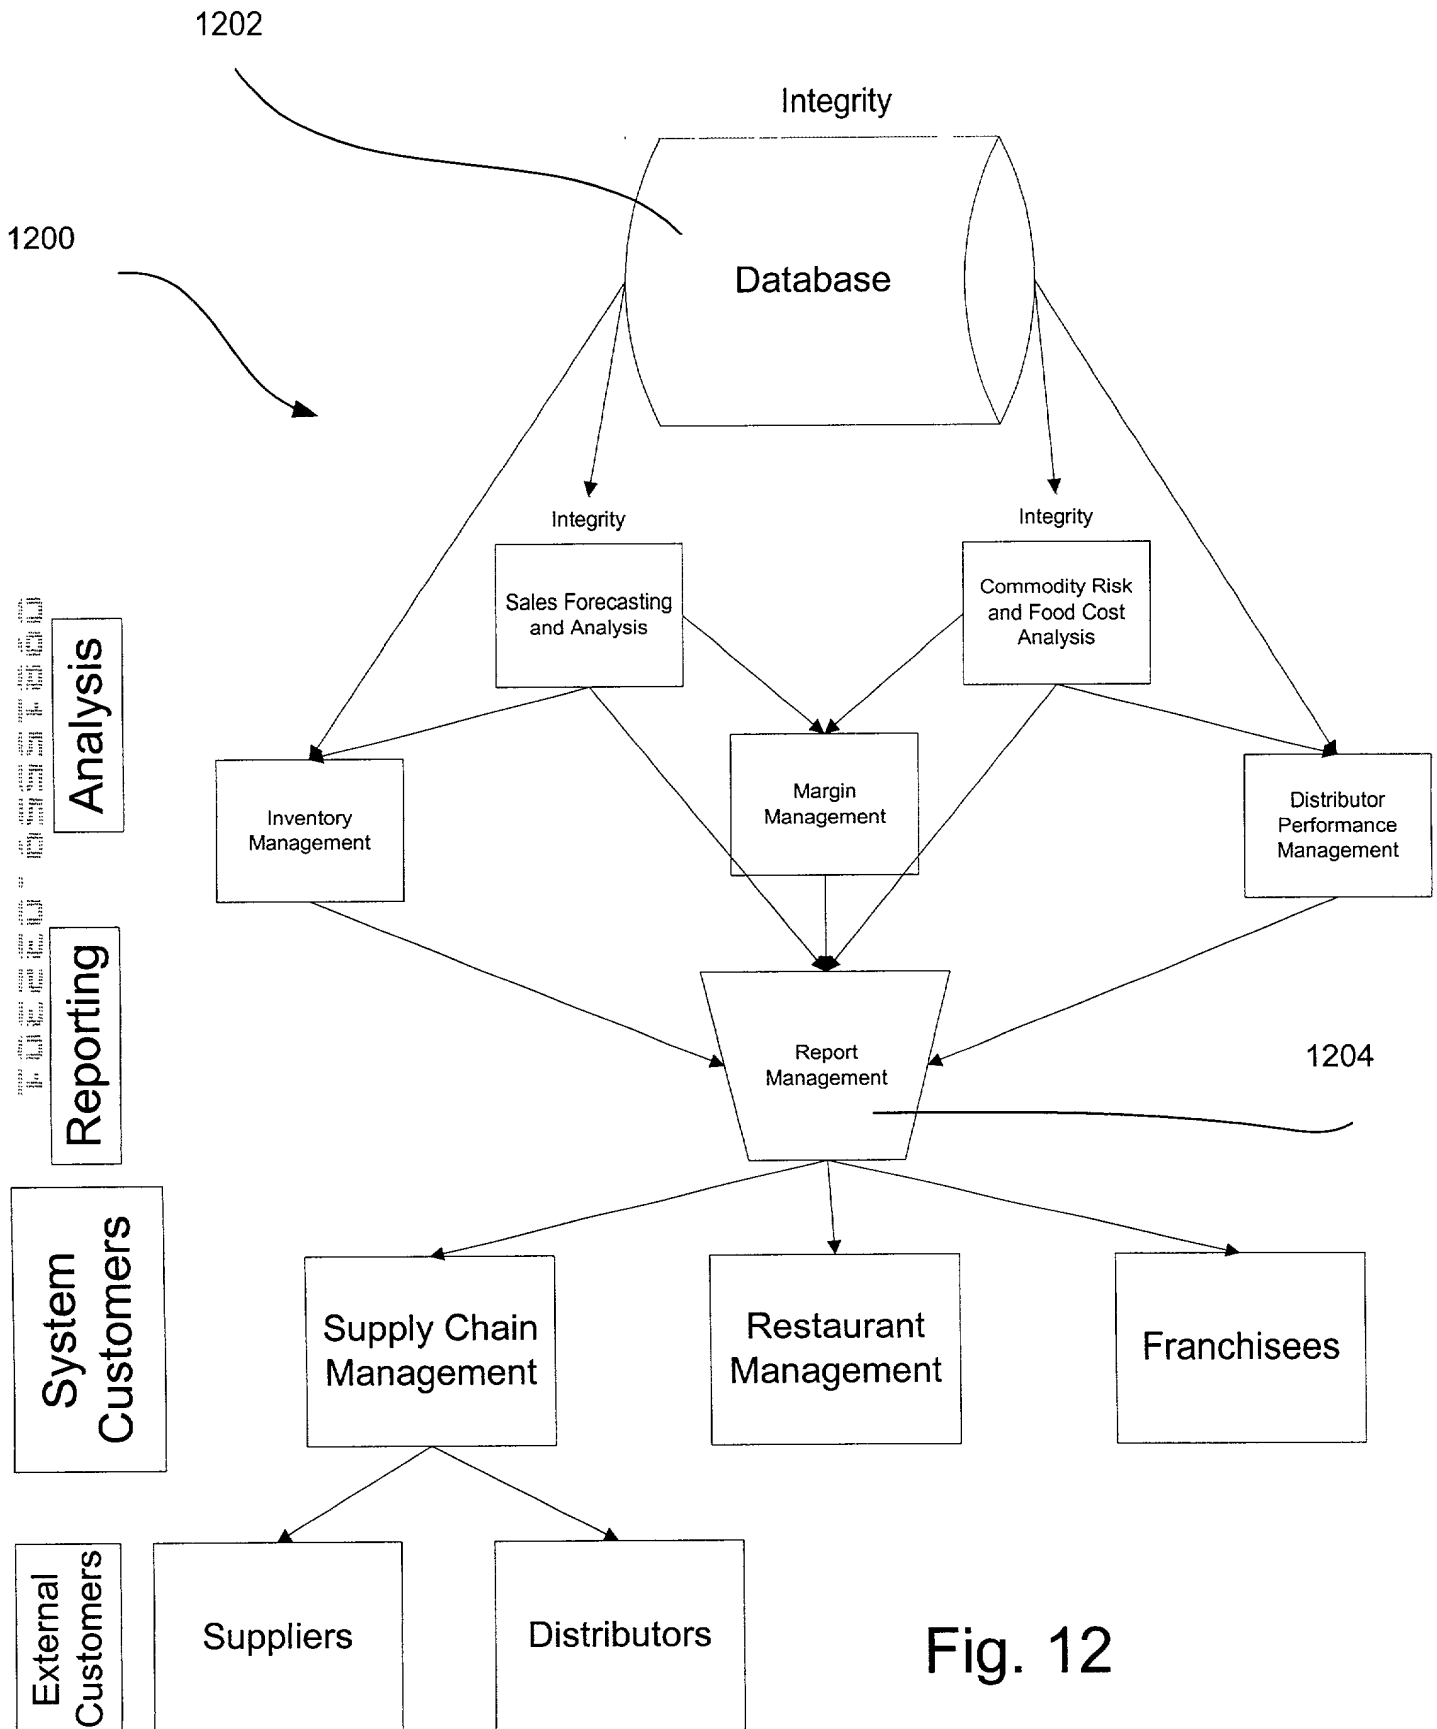 1202
Integrity
1200
Database
Integrity
Integrity
Sales Forecasting
and Analysis
Commodity Risk
and Food Cost
Analysis
Analysis
Inventory
Management
Margin
Management
Distributor
Performance
Management
Reporting
Report
Management
1204
System
Customers
Supply Chain
Management
Restaurant
Management
Franchisees
External
Customers
Suppliers
Distributors
Fig. 12